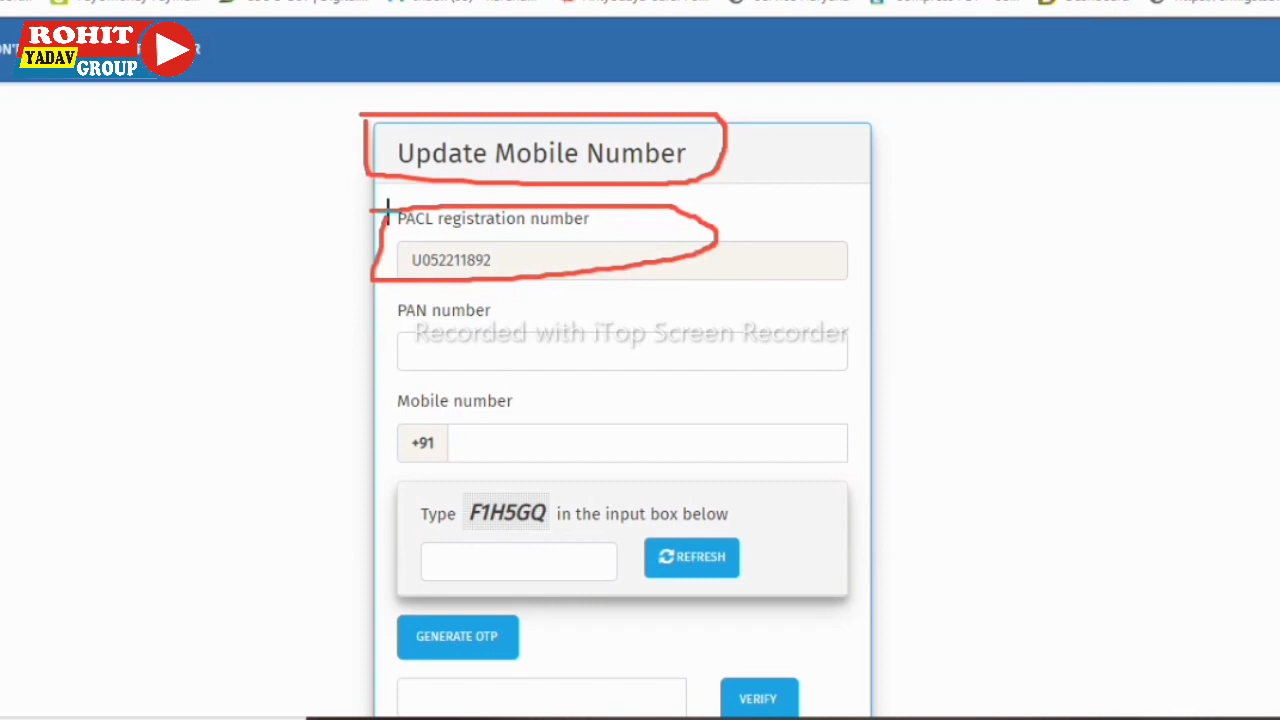 ROHIT
YADAV
GROUP
R
Update Mobile Number
PACL registration number
U052211892
PAN number
Recorded with iTop Screen Recorder
Mobile number
+91
Type F1H5GQ in the input box below
REFRESH
GENERATE OTP
VERIFY